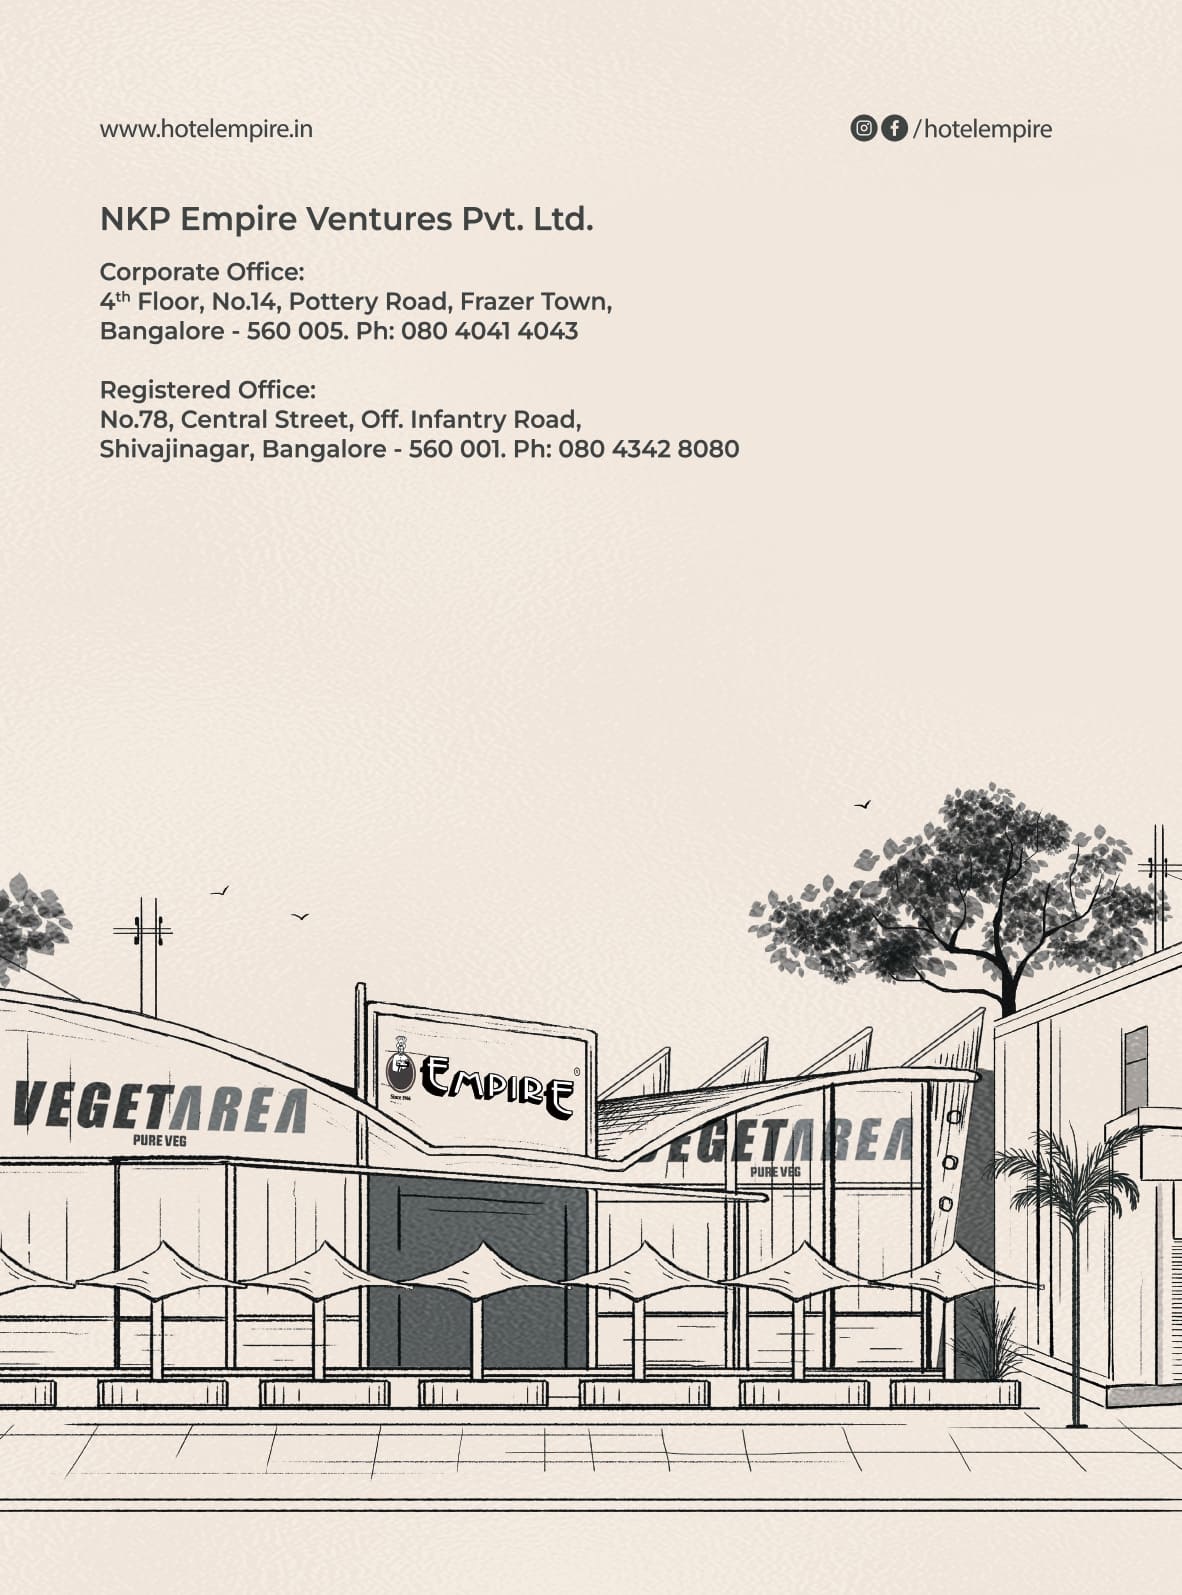 www.hotelempire.in
/hotelempire
NKP Empire Ventures Pvt. Ltd.
Corporate Office:
4th Floor, No.14, Pottery Road, Frazer Town,
Bangalore - 560 005. Ph: 080 4041 4043
Registered Office:
No.78, Central Street, Off. Infantry Road,
Shivajinagar, Bangalore - 560 001. Ph: 080 4342 8080
EMPIRE®
Since 1966
VEGETAREA
PURE VEG
VEGETAREA
PURE VEG